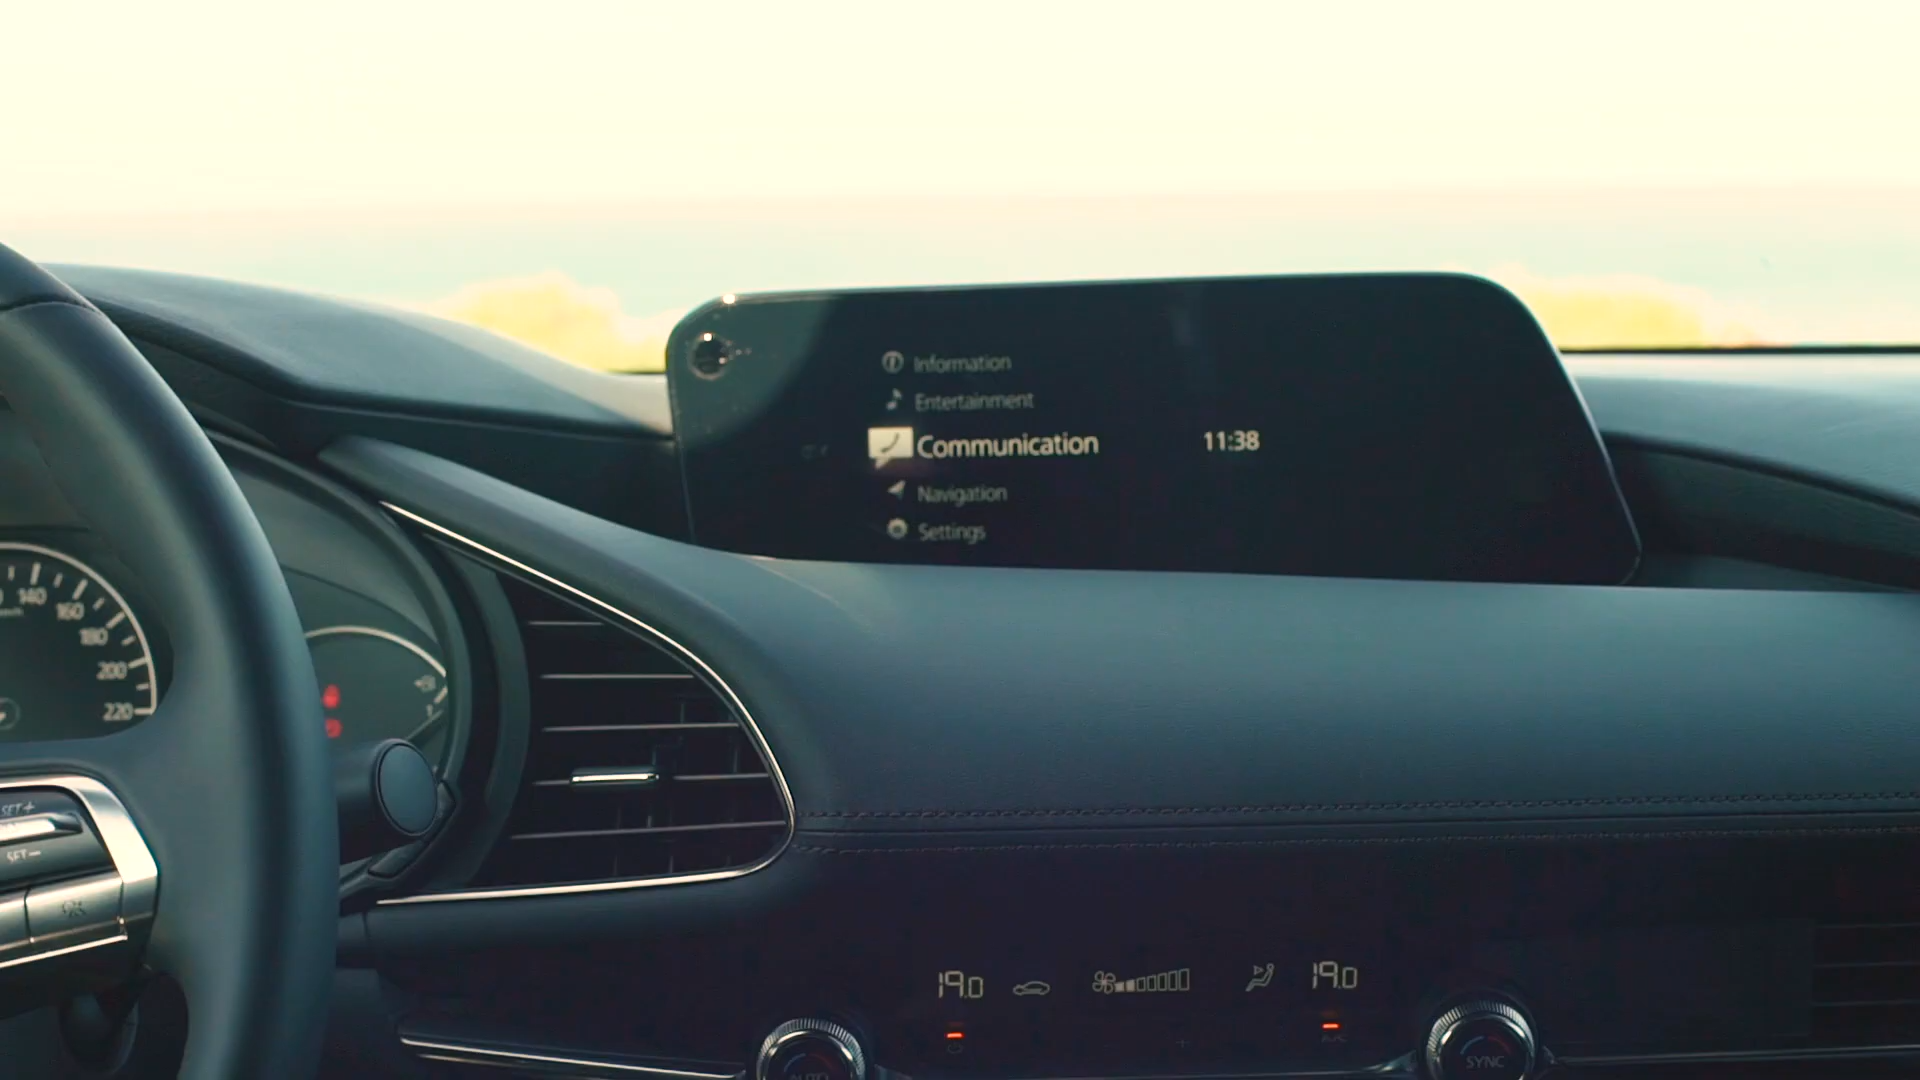 Information
Entertainment
Communication
11:38
Navigation
Settings
140
160
180
200
220
SET +
SET −
19.0
19.0
A/C
AUTO
SYNC